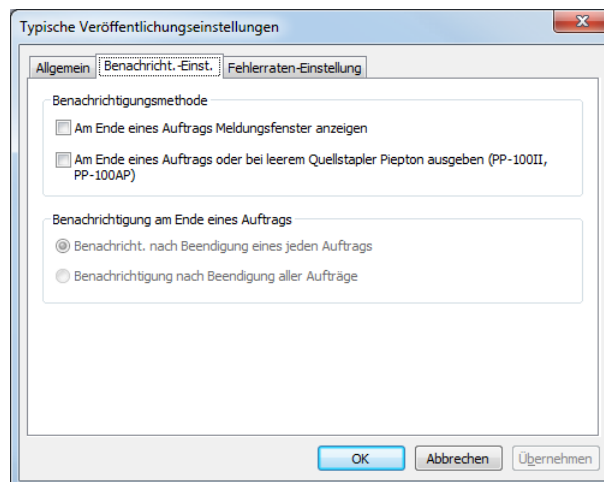 Typische Veröffentlichungseinstellungen
Allgemein Benachricht.-Einst. Fehlerraten-Einstellung
Benachrichtigungsmethode
Am Ende eines Auftrags Meldungsfenster anzeigen
Am Ende eines Auftrags oder bei leerem Quellstapler Piepton ausgeben (PP-100II,
PP-100AP)
Benachrichtigung am Ende eines Auftrags
Benachricht. nach Beendigung eines jeden Auftrags
Benachrichtigung nach Beendigung aller Aufträge
OK Abbrechen Übernehmen